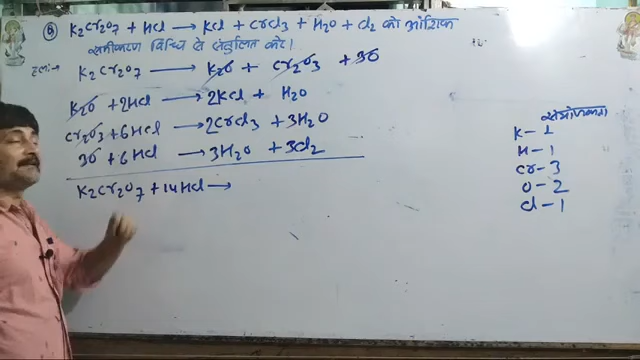 (B) K₂Cr₂O₇ + HCl → KCl + CrCl₃ + H₂O + Cl₂ को आंशिक
समीकरण विधि से संतुलित करें।
हलः- K₂Cr₂O₇ → K₂O + Cr₂O₃ + 3O
K₂O + 2HCl → 2KCl + H₂O
Cr₂O₃ + 6HCl → 2CrCl₃ + 3H₂O
3O + 6HCl → 3H₂O + 3Cl₂
K₂Cr₂O₇ + 14HCl →
संयोजकता
K - 1
H - 1
Cr - 3
O - 2
Cl - 1